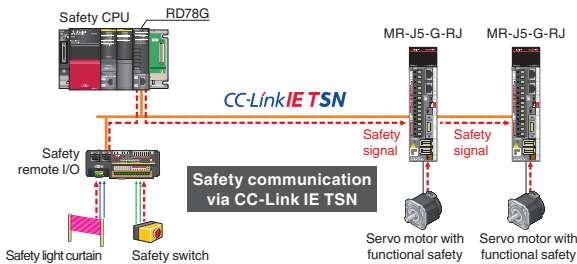 Safety CPU
RD78G
MR-J5-G-RJ
MR-J5-G-RJ
CC-Link IE TSN
Safety
signal
Safety
signal
Safety
remote I/O
Safety communication
via CC-Link IE TSN
Safety light curtain
Safety switch
Servo motor with
functional safety
Servo motor with
functional safety